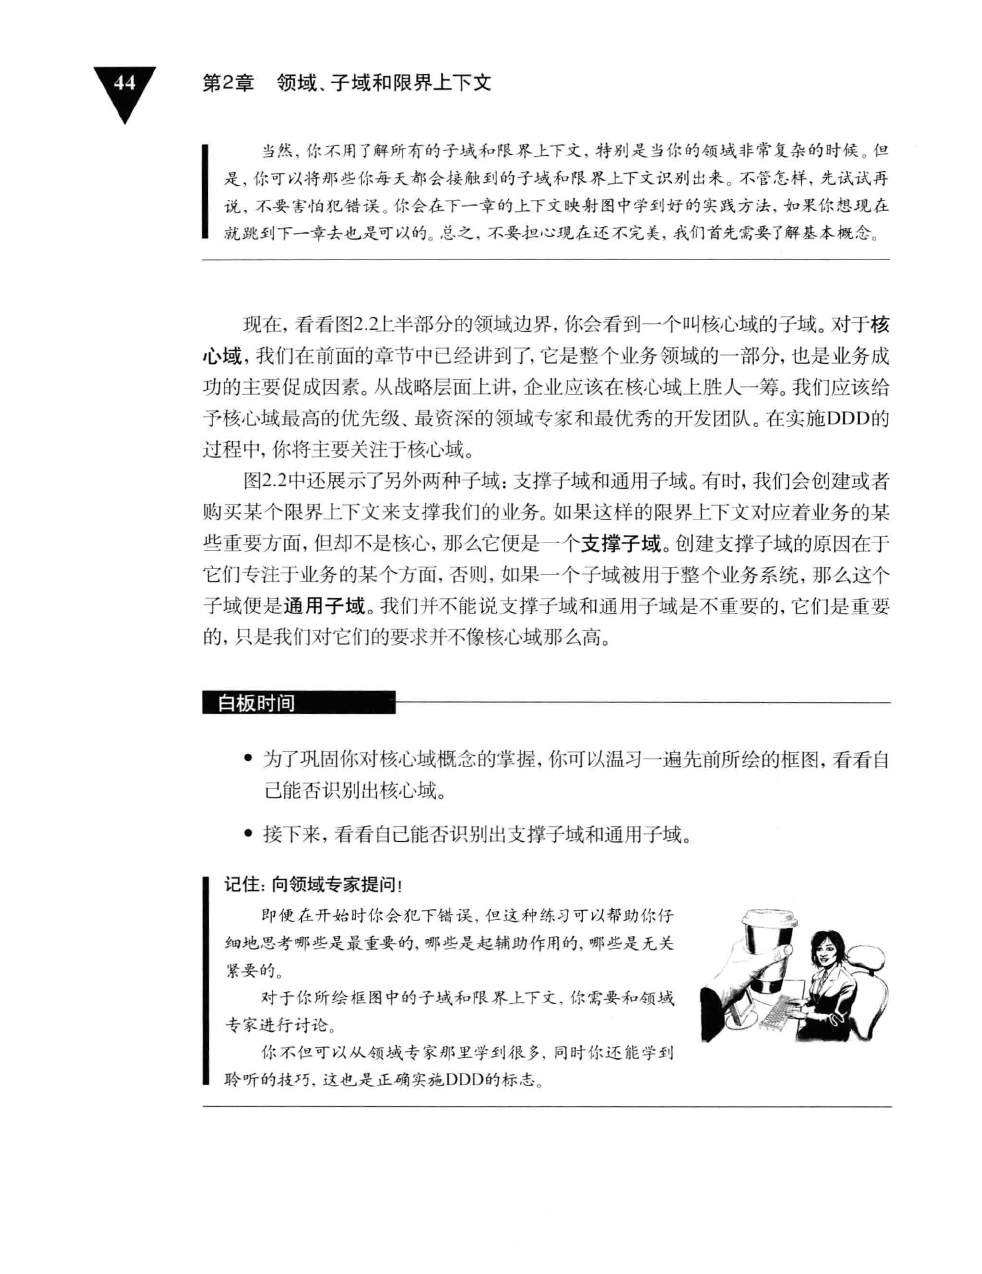 44
第2章 领域、子域和限界上下文
当然，你不用了解所有的子域和限界上下文，特别是当你的领域非常复杂的时候。但
是，你可以将那些你每天都会接触到的子域和限界上下文识别出来。不管怎样，先试试再
说，不要害怕犯错误。你会在下一章的上下文映射图中学到好的实践方法，如果你想现在
就跳到下一章去也是可以的。总之，不要担心现在还不完美，我们首先需要了解基本概念。
现在，看看图2.2上半部分的领域边界，你会看到一个叫核心域的子域。对于核
心域，我们在前面的章节中已经讲到了，它是整个业务领域的一部分，也是业务成
功的主要促成因素。从战略层面上讲，企业应该在核心域上胜人一筹。我们应该给
予核心域最高的优先级、最资深的领域专家和最优秀的开发团队。在实施DDD的
过程中，你将主要关注于核心域。
图2.2中还展示了另外两种子域：支撑子域和通用子域。有时，我们会创建或者
购买某个限界上下文来支撑我们的业务。如果这样的限界上下文对应着业务的某
些重要方面，但却不是核心，那么它便是一个支撑子域。创建支撑子域的原因在于
它们专注于业务的某个方面，否则，如果一个子域被用于整个业务系统，那么这个
子域便是通用子域。我们并不能说支撑子域和通用子域是不重要的，它们是重要
的，只是我们对它们的要求并不像核心域那么高。
白板时间
● 为了巩固你对核心域概念的掌握，你可以温习一遍先前所绘的框图，看看自
己能否识别出核心域。
● 接下来，看看自己能否识别出支撑子域和通用子域。
记住：向领域专家提问！
即便在开始时你会犯下错误，但这种练习可以帮助你仔
细地思考哪些是最重要的，哪些是起辅助作用的，哪些是无关
紧要的。
对于你所绘框图中的子域和限界上下文，你需要和领域
专家进行讨论。
你不但可以从领域专家那里学到很多，同时你还能学到
聆听的技巧，这也是正确实施DDD的标志。